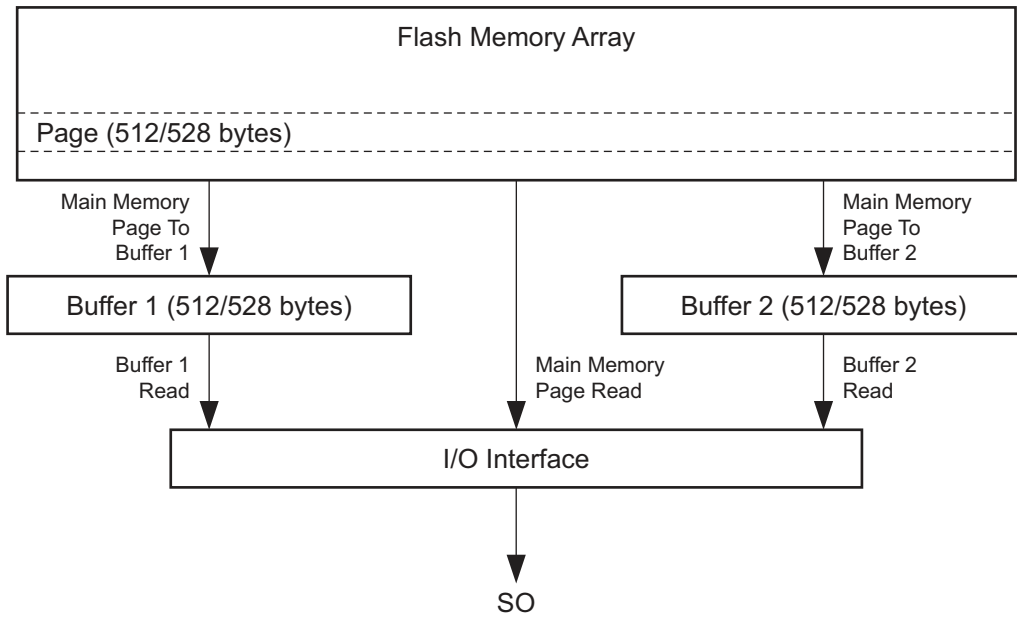 Flash Memory Array
Page (512/528 bytes)
Main Memory
Page To
Buffer 1
Main Memory
Page To
Buffer 2
Buffer 1 (512/528 bytes)
Buffer 2 (512/528 bytes)
Buffer 1
Read
Main Memory
Page Read
Buffer 2
Read
I/O Interface
SO